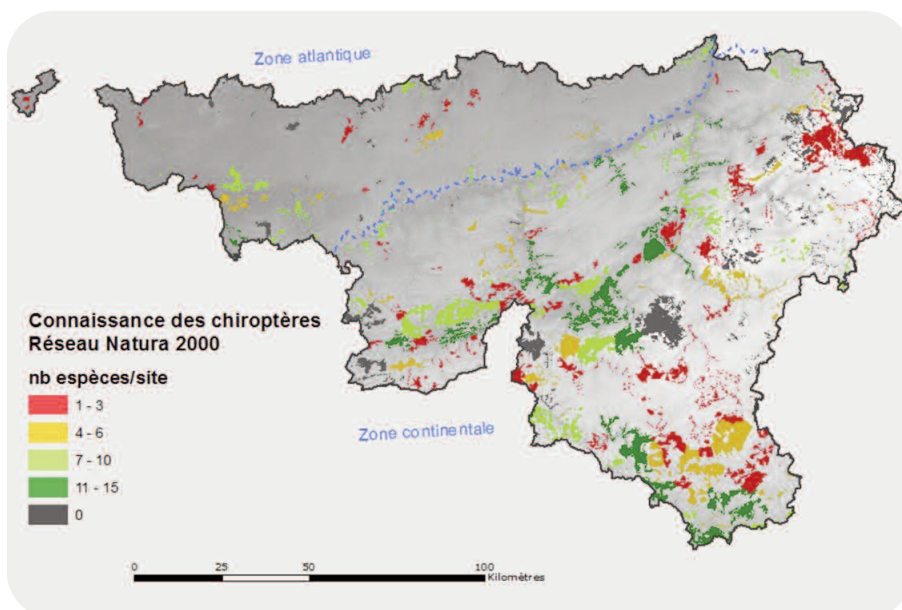 Zone atlantique
Connaissance des chiroptères
Réseau Natura 2000
nb espèces/site
1 - 3
4 - 6
7 - 10
11 - 15
0
Zone continentale
0 25 50 100
Kilomètres